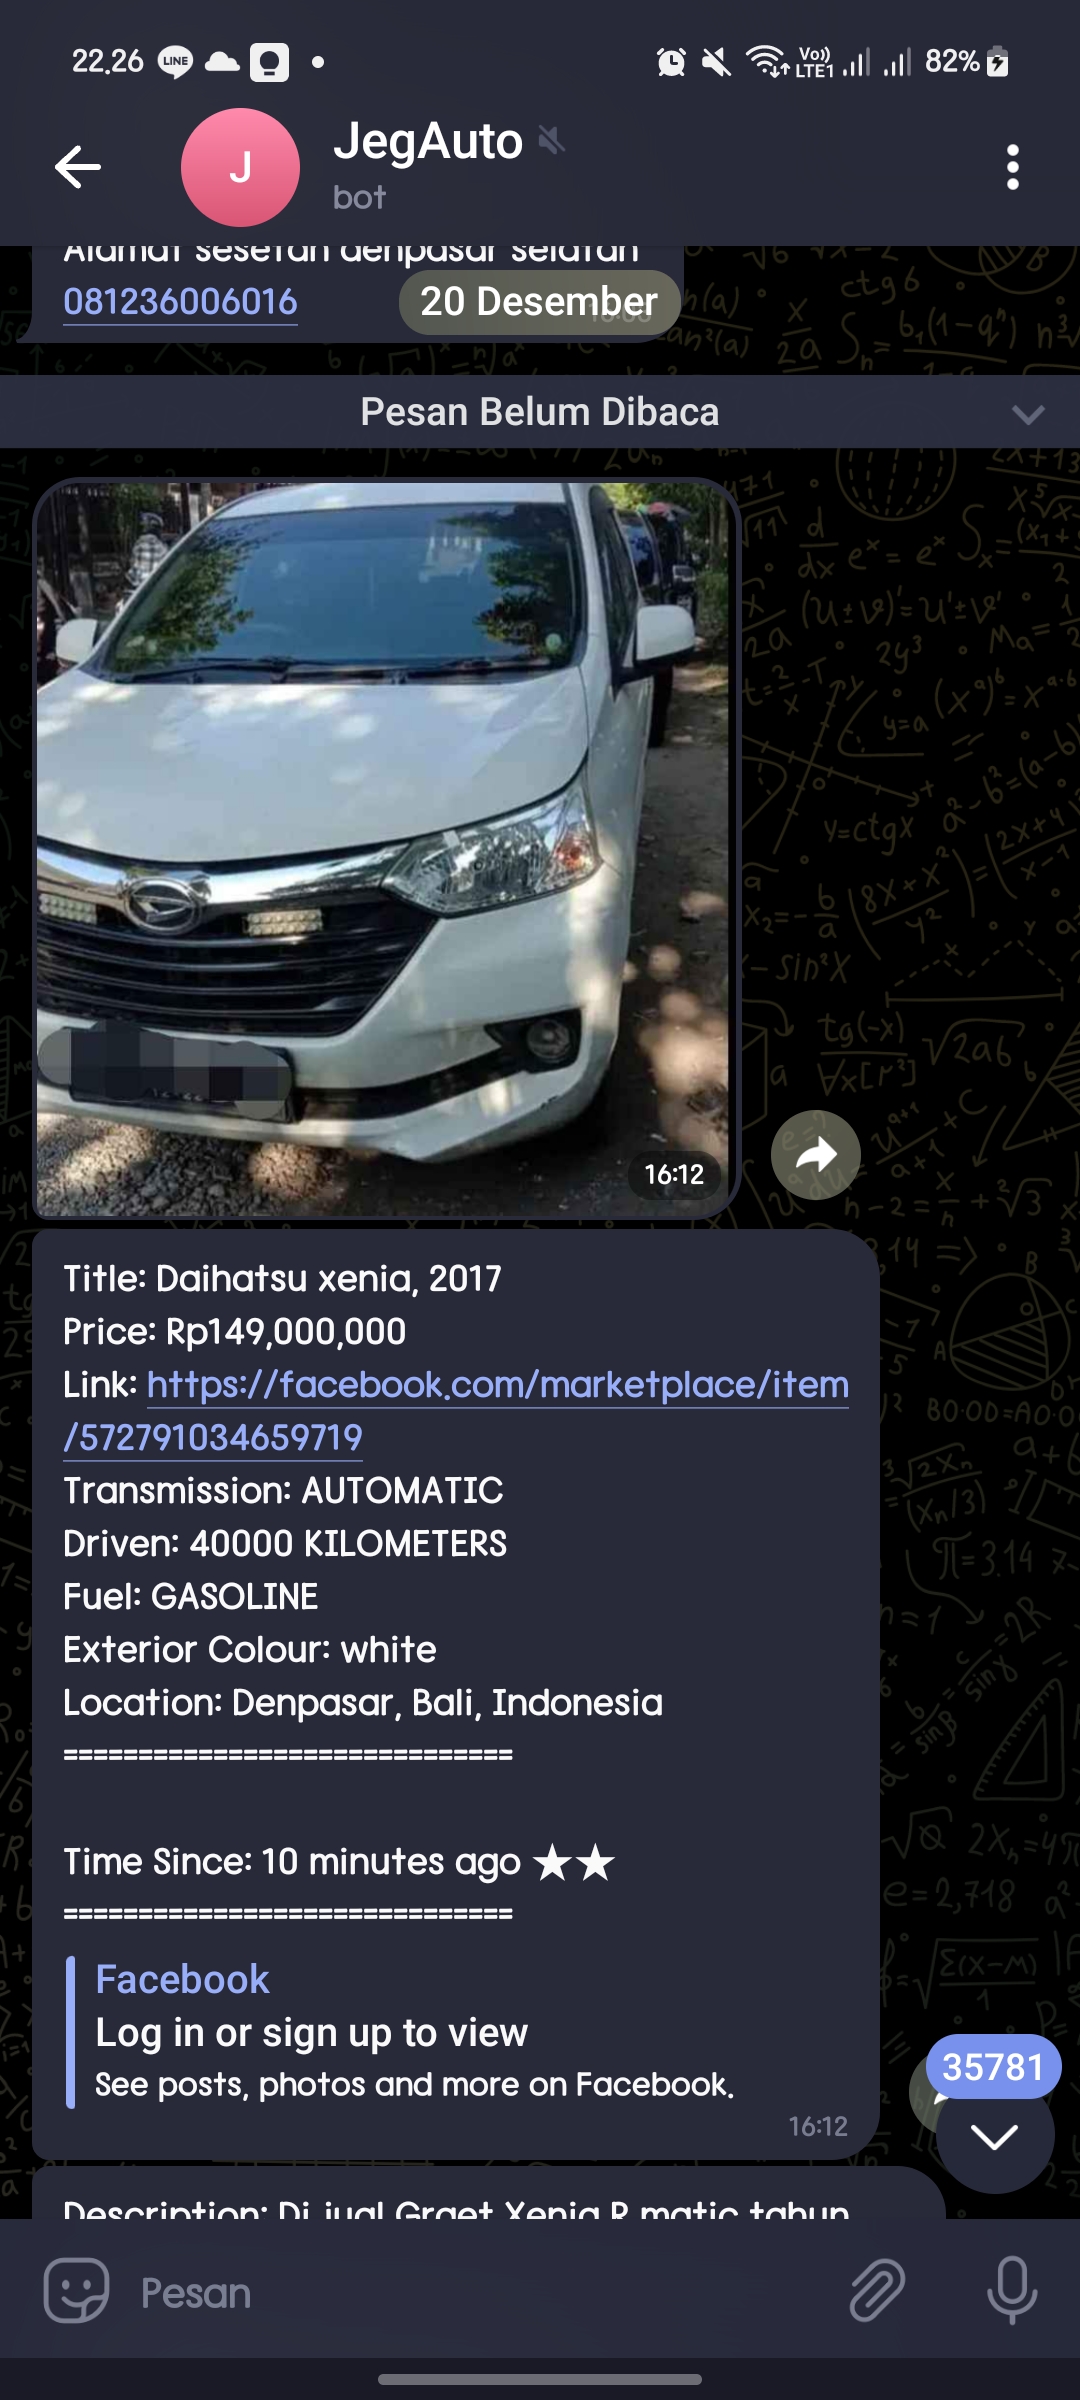 22.26
LINE
Vo))
LTE1
82%
J
JegAuto
bot
Alamat sesetan denpasar selatan
081236006016
20 Desember
Pesan Belum Dibaca
16:12
Title: Daihatsu xenia, 2017
Price: Rp149,000,000
Link: https://facebook.com/marketplace/item
/572791034659719
Transmission: AUTOMATIC
Driven: 40000 KILOMETERS
Fuel: GASOLINE
Exterior Colour: white
Location: Denpasar, Bali, Indonesia
==============================
Time Since: 10 minutes ago ★★
==============================
Facebook
Log in or sign up to view
See posts, photos and more on Facebook.
16:12
35781
Description: Di jual Graet Xenia R matic tahun
Pesan